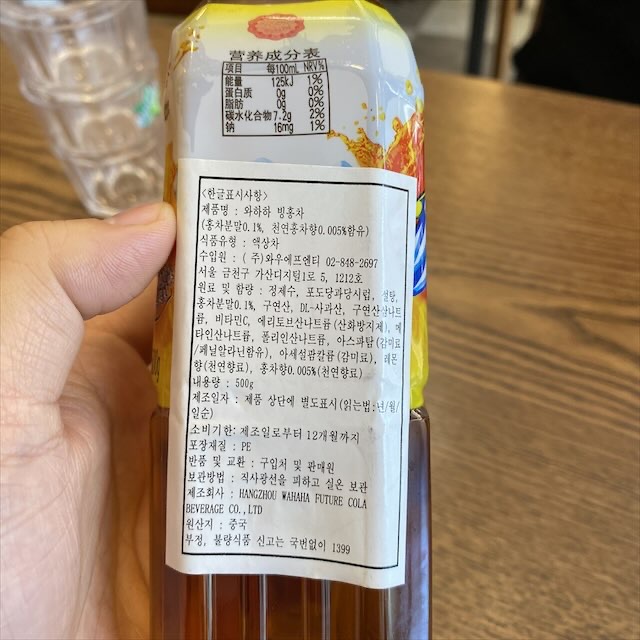 营养成分表
项目 每100mL NRV%
能量 125kJ 1%
蛋白质 0g 0%
脂肪 0g 0%
碳水化合物 7.2g 2%
钠 16mg 1%
<한글표시사항>
제품명 : 와하하 빙홍차
(홍차분말0.1%, 천연홍차향0.005%함유)
식품유형 : 액상차
수입원 : (주)와우에프엔티 02-848-2697
서울 금천구 가산디지털1로 5, 1212호
원료 및 함량 : 정제수, 포도당과당시럽, 설탕,
홍차분말0.1%, 구연산, DL-사과산, 구연산삼나트
륨, 비타민C, 에리토브산나트륨(산화방지제), 메
타인산나트륨, 폴리인산나트륨, 아스파탐(감미료
/페닐알라닌함유), 아세설팜칼륨(감미료), 레몬
향(천연향료), 홍차향0.005%(천연향료)
내용량 : 500g
제조일자 : 제품 상단에 별도표시(읽는법:년/월/
일순)
소비기한: 제조일로부터 12개월까지
포장재질 : PE
반품 및 교환 : 구입처 및 판매원
보관방법 : 직사광선을 피하고 실온 보관
제조회사 : HANGZHOU WAHAHA FUTURE COLA
BEVERAGE CO.,LTD
원산지 : 중국
부정, 불량식품 신고는 국번없이 1399